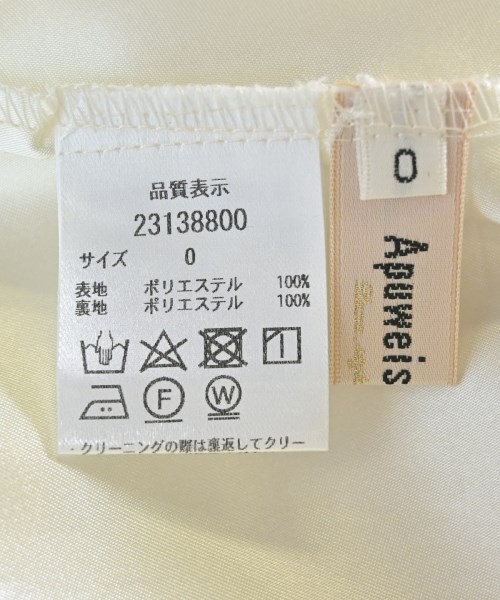 品質表示
23138800
サイズ 0
表地 ポリエステル 100%
裏地 ポリエステル 100%
F W
・クリーニングの際は裏返してクリー
0
Apuweis